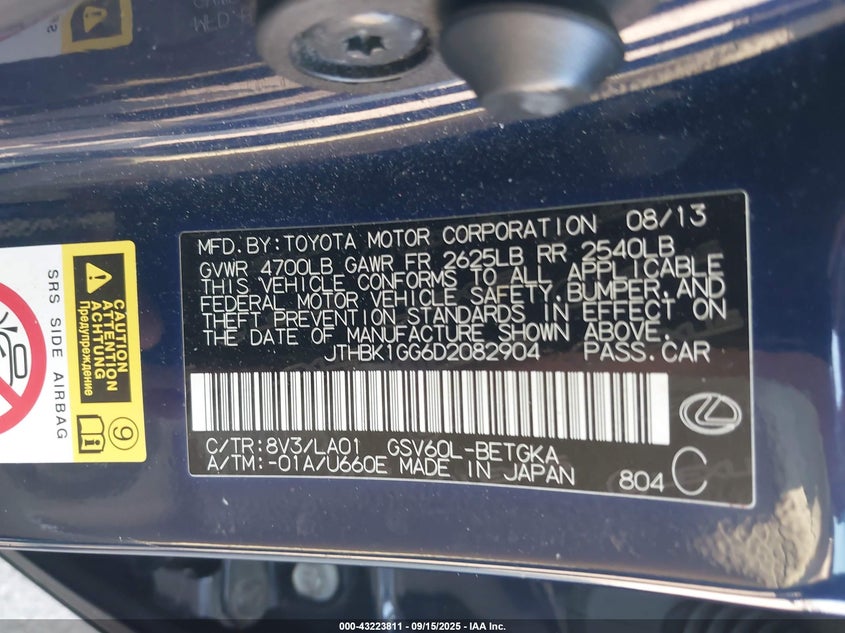 MFD. BY: TOYOTA MOTOR CORPORATION 08/13
GVWR 4700LB GAWR FR 2625LB RR 2540LB
THIS VEHICLE CONFORMS TO ALL APPLICABLE
FEDERAL MOTOR VEHICLE SAFETY, BUMPER, AND
THEFT PREVENTION STANDARDS IN EFFECT ON
THE DATE OF MANUFACTURE SHOWN ABOVE.
JTHBK1GG6D2082904 PASS. CAR
C/TR: 8V3/LA01 GSV60L-BETGKA
A/TM: -01A/U660E MADE IN JAPAN 804 C
CAUTION
ATTENTION
ACHTUNG
Предупреждение
SRS SIDE AIRBAG
9
i
000-43223811 - 09/15/2025 - IAA Inc.